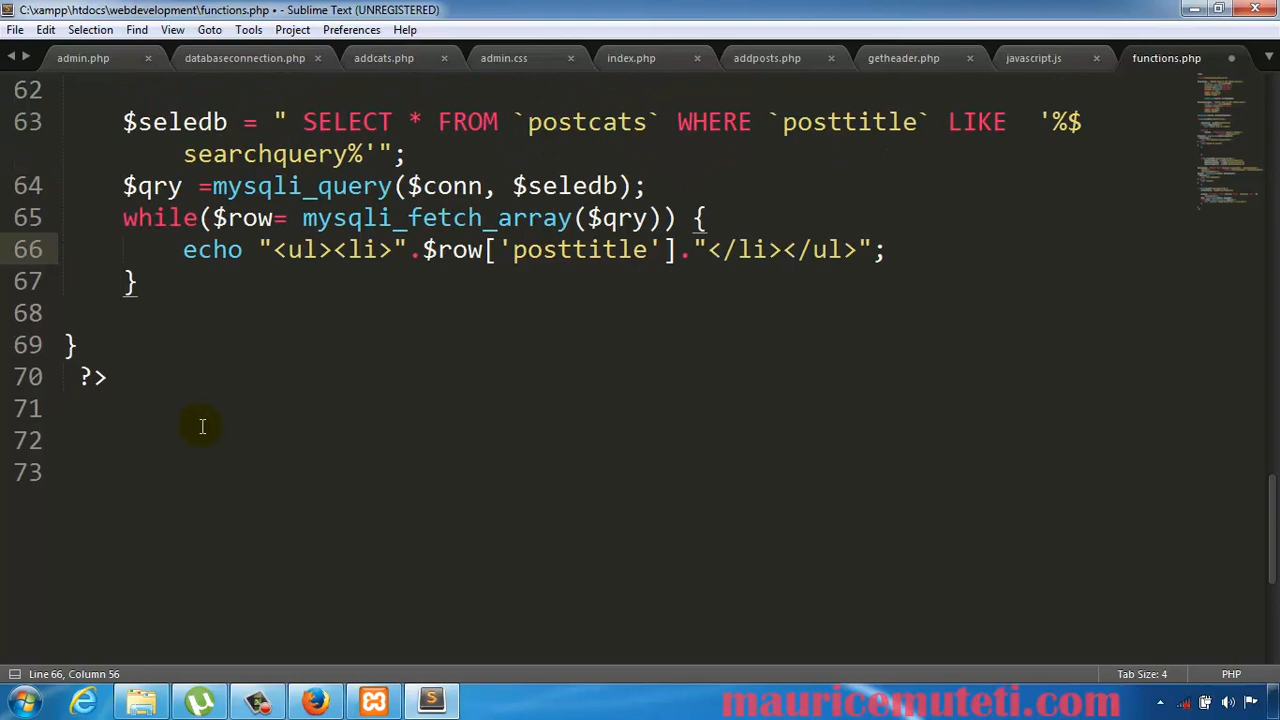 C:\xampp\htdocs\webdevelopment\functions.php • - Sublime Text (UNREGISTERED)
File Edit Selection Find View Goto Tools Project Preferences Help
admin.php databaseconnection.php addcats.php admin.css index.php addposts.php getheader.php javascript.js functions.php
62
63 $seledb = " SELECT * FROM `postcats` WHERE `posttitle` IKE '%$
searchquery%'";
64 $qry =mysqli_query($conn, $seledb);
65 while($row= mysqli_fetch_array($qry)) {
66 echo "<ul><li>".$row['posttitle']."</li></ul>";
67 }
68
69 }
70 ?>
71
72
73
Line 66, Column 56 Tab Size: 4 PHP
mauricemuteti.com